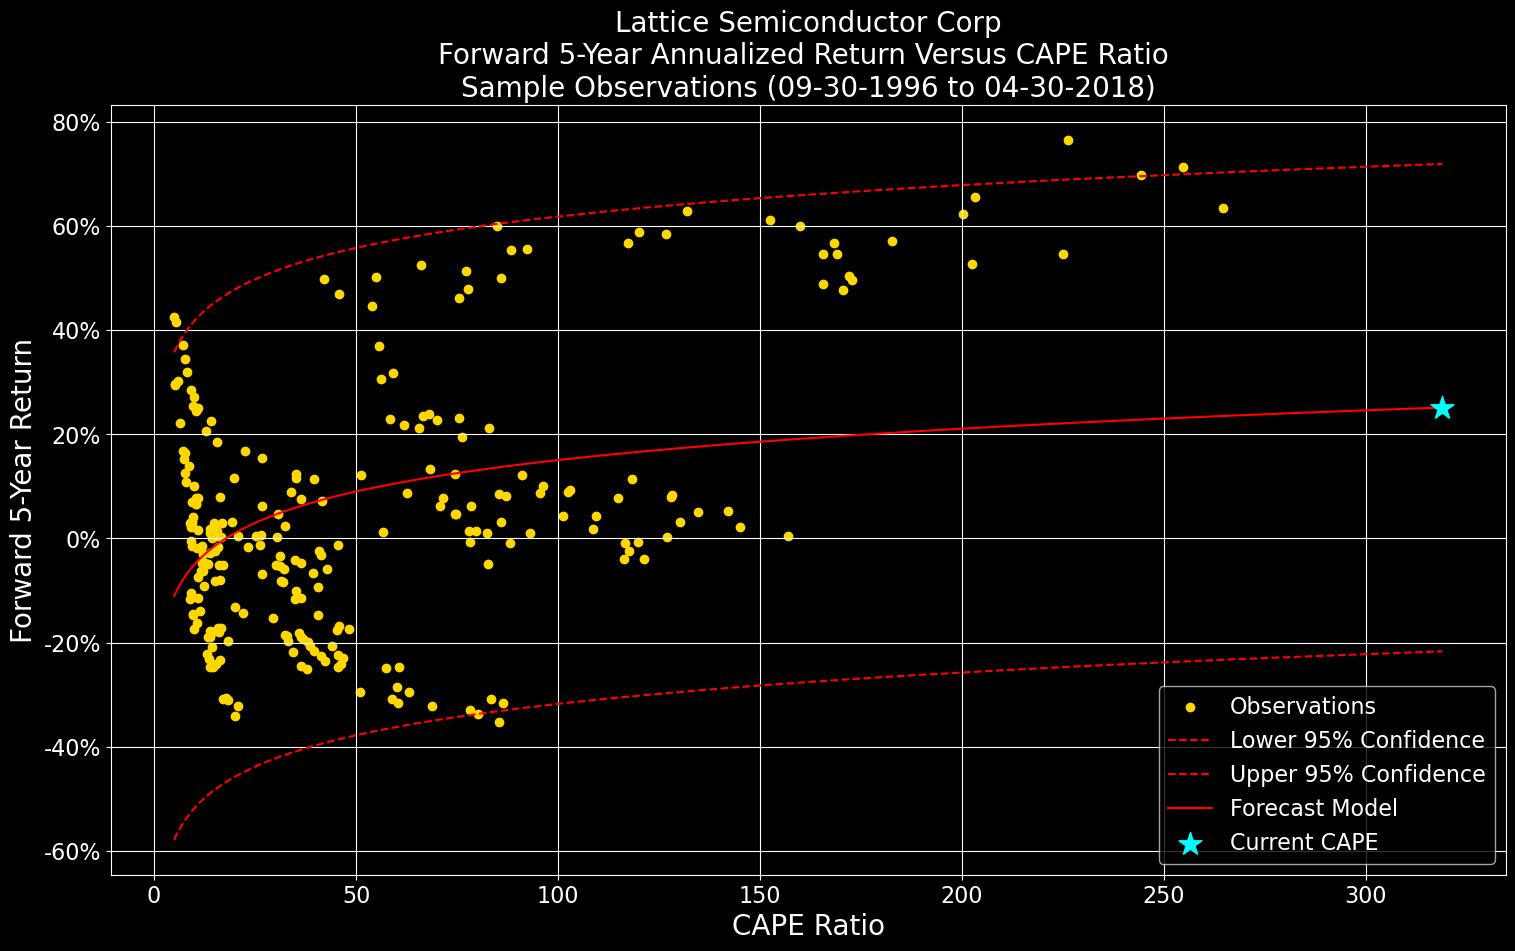 Lattice Semiconductor Corp
Forward 5-Year Annualized Return Versus CAPE Ratio
Sample Observations (09-30-1996 to 04-30-2018)
Forward 5-Year Return
80%
60%
40%
20%
0%
-20%
-40%
-60%
Observations
Lower 95% Confidence
Upper 95% Confidence
Forecast Model
Current CAPE
0 50 100 150 200 250 300
CAPE Ratio